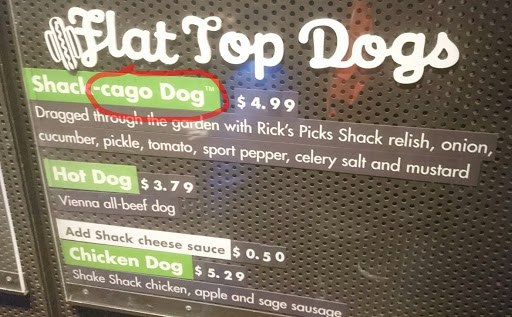 Flat Top Dogs
Shack-cago Dog™ $4.99
Dragged through the garden with Rick's Picks Shack relish, onion,
cucumber, pickle, tomato, sport pepper, celery salt and mustard
Hot Dog $3.79
Vienna all-beef dog
Add Shack cheese sauce $0.50
Chicken Dog $5.29
Shake Shack chicken, apple and sage sausage